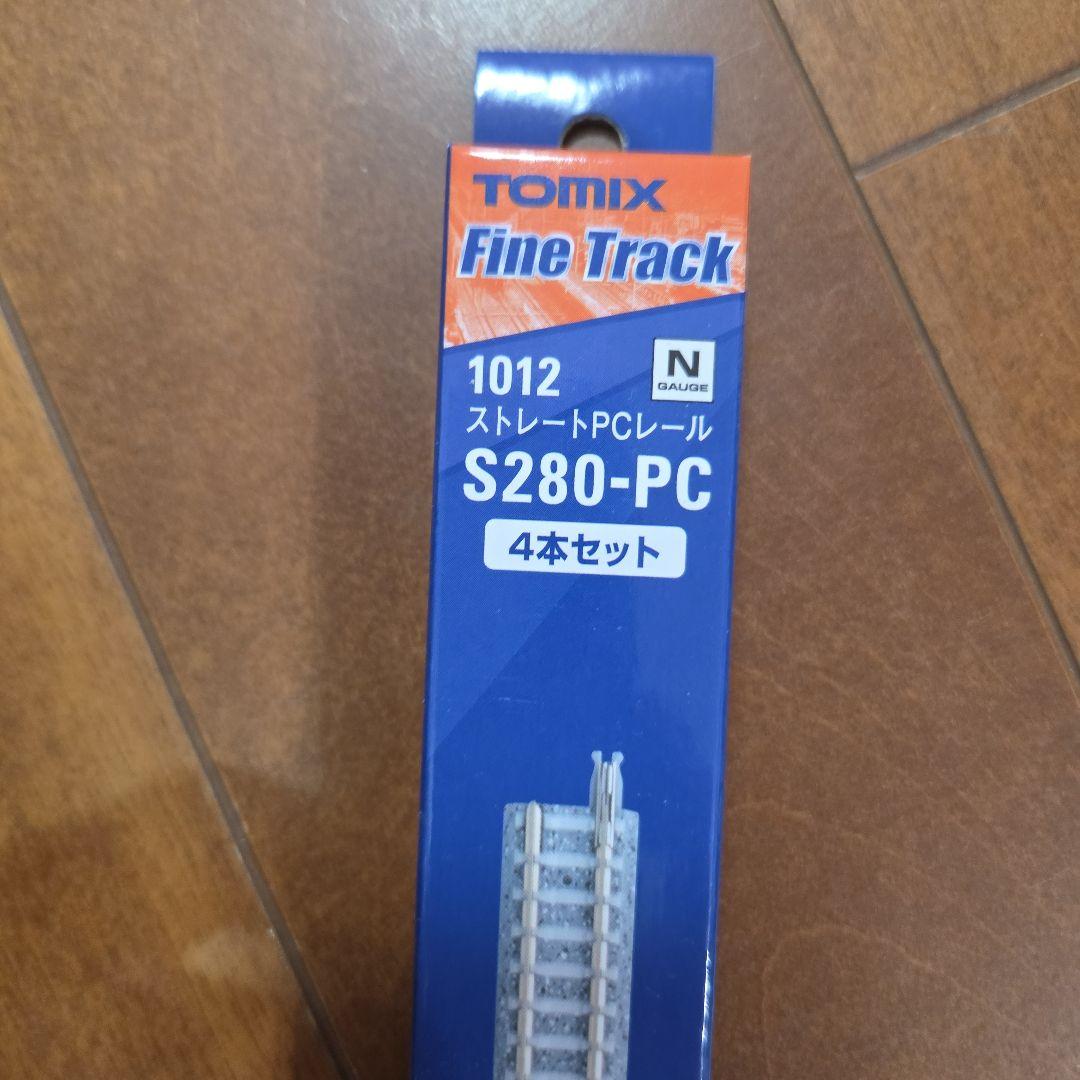 TOMIX
Fine Track
1012
N
GAUGE
ストレートPCレール
S280-PC
4本セット